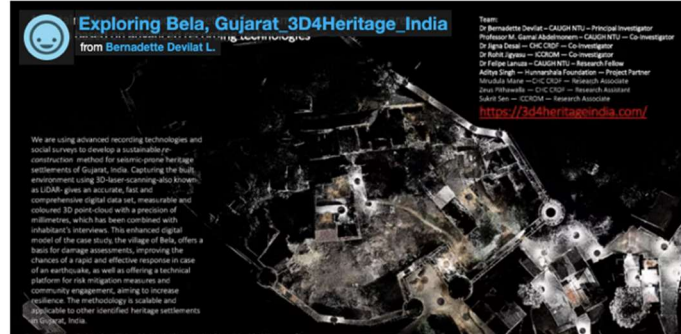 Exploring Bela, Gujarat_3D4Heritage_India
from Bernadette Devilat L.
Team:
Dr Bernadette Devilat – CAUGH NTU – Principal Investigator
Professor M. Gamal Abdelmonem – CAUGH NTU — Co-Investigator
Dr Jigna Desai — CHC CRDF — Co-Investigator
Dr Rohit Jigyasu — ICCROM — Co-Investigator
Dr Felipe Lanuza – CAUGH NTU – Research Fellow
Aditya Singh — Hunnarshala Foundation — Project Partner
Mrudula Mane —CHC CRDF — Research Associate
Zeus Pithawalla — CHC CRDF — Research Assistant
Sukrit Sen — ICCROM — Research Associate
https://3d4heritageindia.com/
We are using advanced recording technologies and
social surveys to develop a sustainable re-
construction method for seismic-prone heritage
settlements of Gujarat, India. Capturing the built
environment using 3D-laser-scanning-also known
as LiDAR- gives an accurate, fast and
comprehensive digital data set, measurable and
coloured 3D point-cloud with a precision of
millimetres, which has been combined with
inhabitant's interviews. This enhanced digital
model of the case study, the village of Bela, offers a
basis for damage assessments, improving the
chances of a rapid and effective response in case
of an earthquake, as well as offering a technical
platform for risk mitigation measures and
community engagement, aiming to increase
resilience. The methodology is scalable and
applicable to other identified heritage settlements
in Gujarat, India.